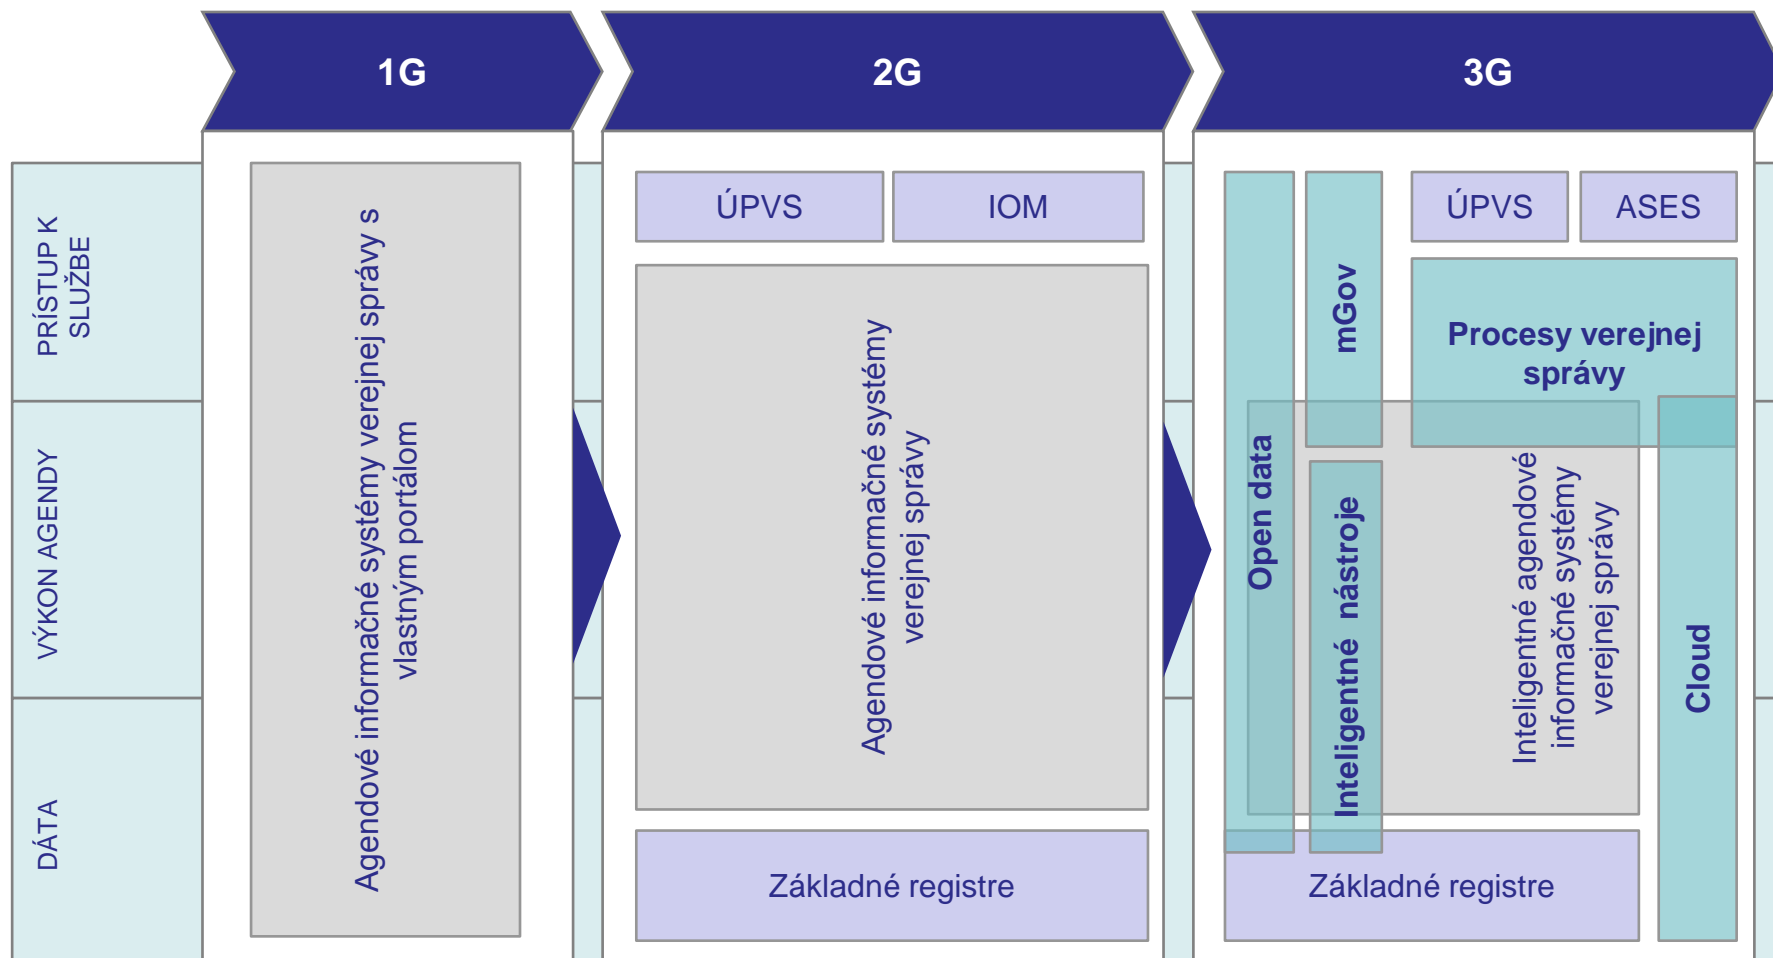 1G
2G
3G
PRÍSTUP K
SLUŽBE
VÝKON AGENDY
DÁTA
Agendové informačné systémy verejnej správy s
vlastným portálom
ÚPVS
IOM
Agendové informačné systémy
verejnej správy
Základné registre
Open data
mGov
Inteligentné nástroje
ÚPVS
ASES
Procesy verejnej
správy
Inteligentné agendové
informačné systémy
verejnej správy
Cloud
Základné registre